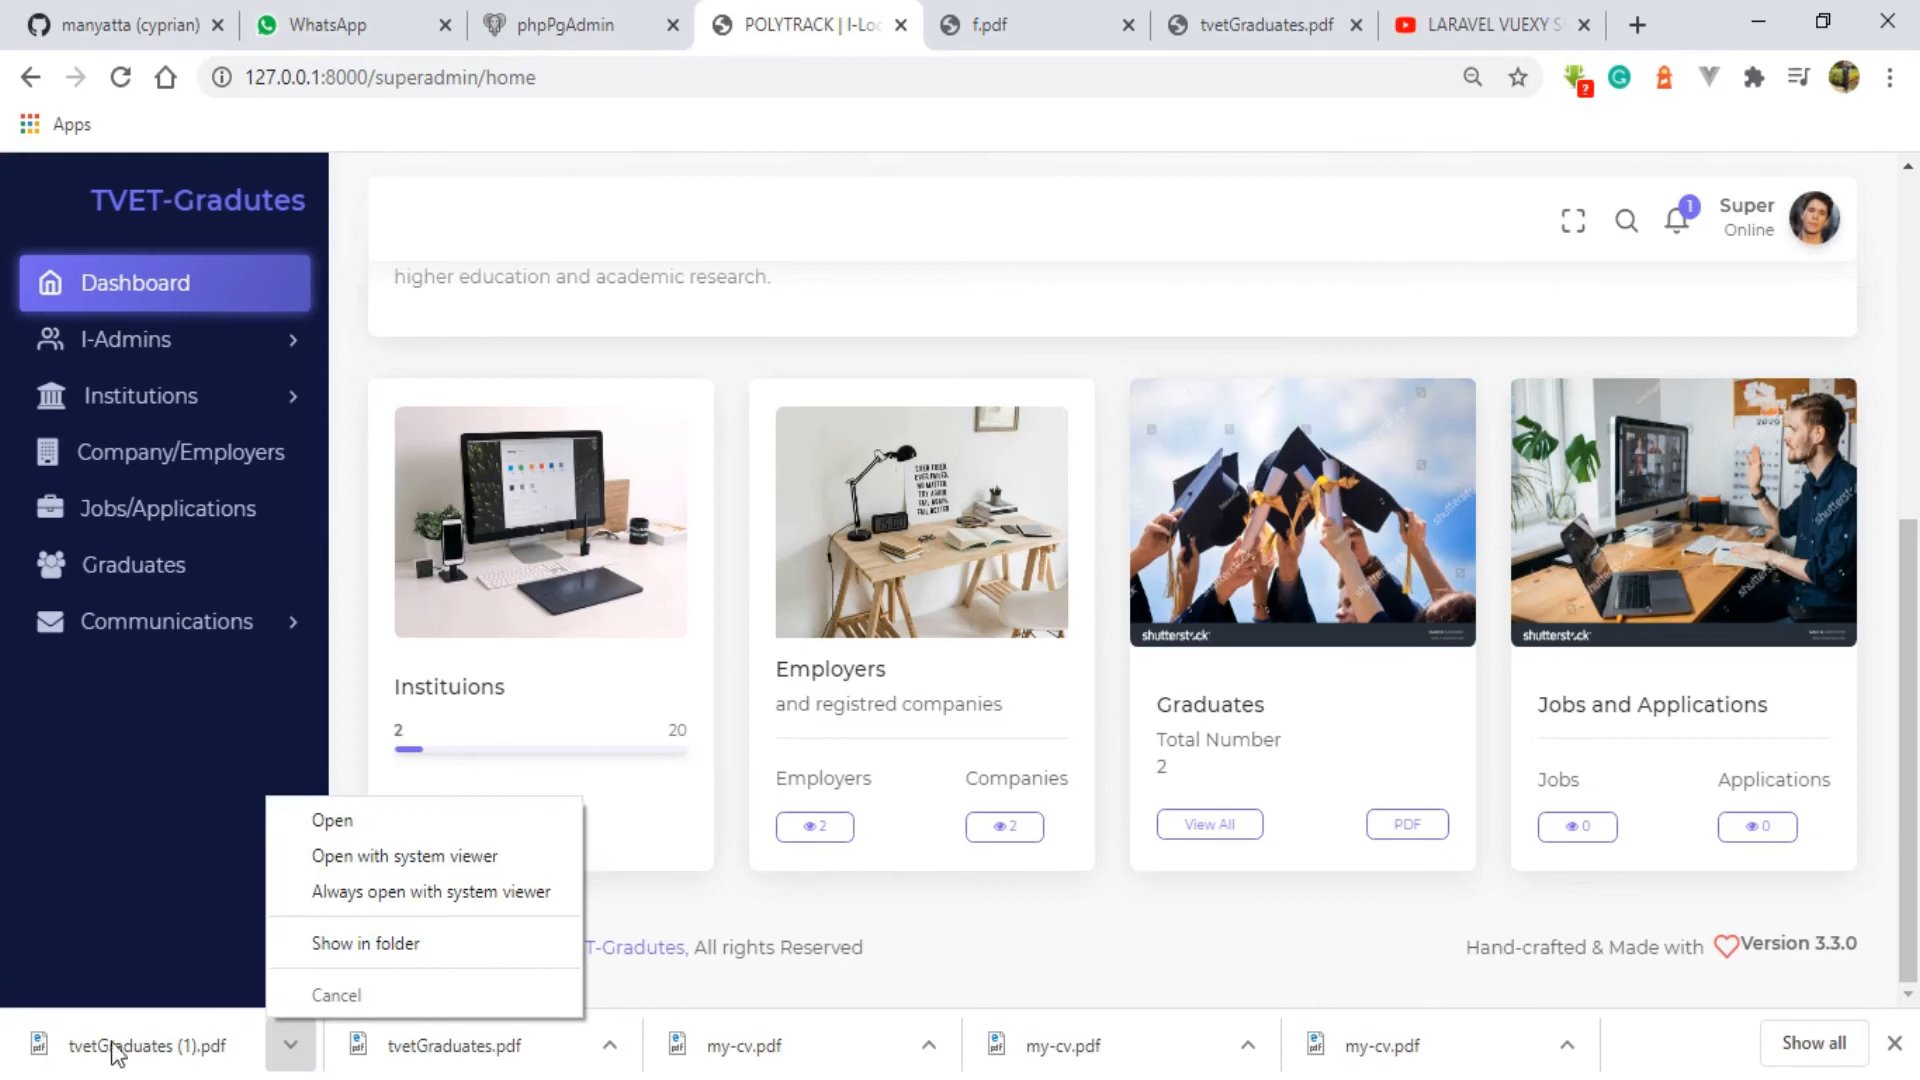 manyatta (cyprian)
WhatsApp
phpPgAdmin
POLYTRACK | I-Loc
f.pdf
tvetGraduates.pdf
LARAVEL VUEXY S
127.0.0.1:8000/superadmin/home
?
Apps
TVET-Gradutes
Dashboard
I-Admins
Institutions
Company/Employers
Jobs/Applications
Graduates
Communications
1
Super
Online
higher education and academic research.
Instituions
2
20
Employers
and registred companies
Employers
Companies
2
2
shutterstock
Graduates
Total Number
2
View All
PDF
shutterstock
Jobs and Applications
Jobs
Applications
0
0
Open
Open with system viewer
Always open with system viewer
Show in folder
Cancel
T-Gradutes, All rights Reserved
Hand-crafted & Made with
Version 3.3.0
tvetGraduates (1).pdf
tvetGraduates.pdf
my-cv.pdf
my-cv.pdf
my-cv.pdf
Show all